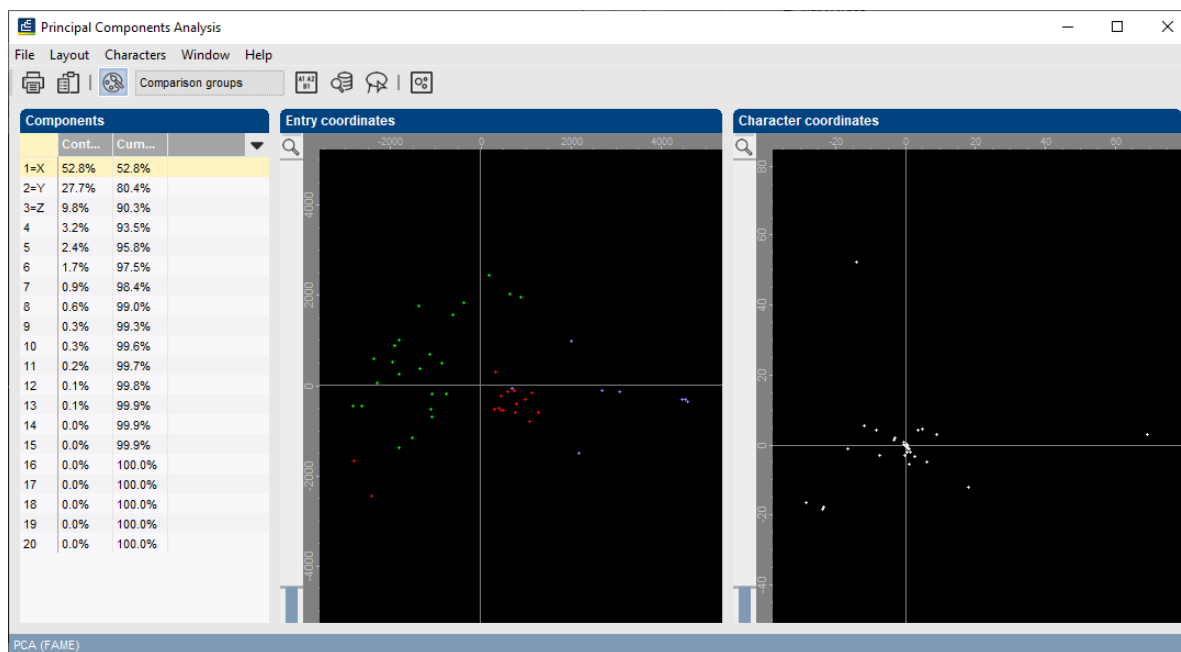 Principal Components Analysis
File Layout Characters Window Help
Comparison groups
A1 A2
B1
Components
Cont... Cum...
1=X 52.8% 52.8%
2=Y 27.7% 80.4%
3=Z 9.8% 90.3%
4 3.2% 93.5%
5 2.4% 95.8%
6 1.7% 97.5%
7 0.9% 98.4%
8 0.6% 99.0%
9 0.3% 99.3%
10 0.3% 99.6%
11 0.2% 99.7%
12 0.1% 99.8%
13 0.1% 99.9%
14 0.0% 99.9%
15 0.0% 99.9%
16 0.0% 100.0%
17 0.0% 100.0%
18 0.0% 100.0%
19 0.0% 100.0%
20 0.0% 100.0%
Entry coordinates
-2000 0 2000 4000
4000
2000
0
-2000
-4000
Character coordinates
-20 0 20 40 60
80
60
40
20
0
-20
-40
PCA (FAME)